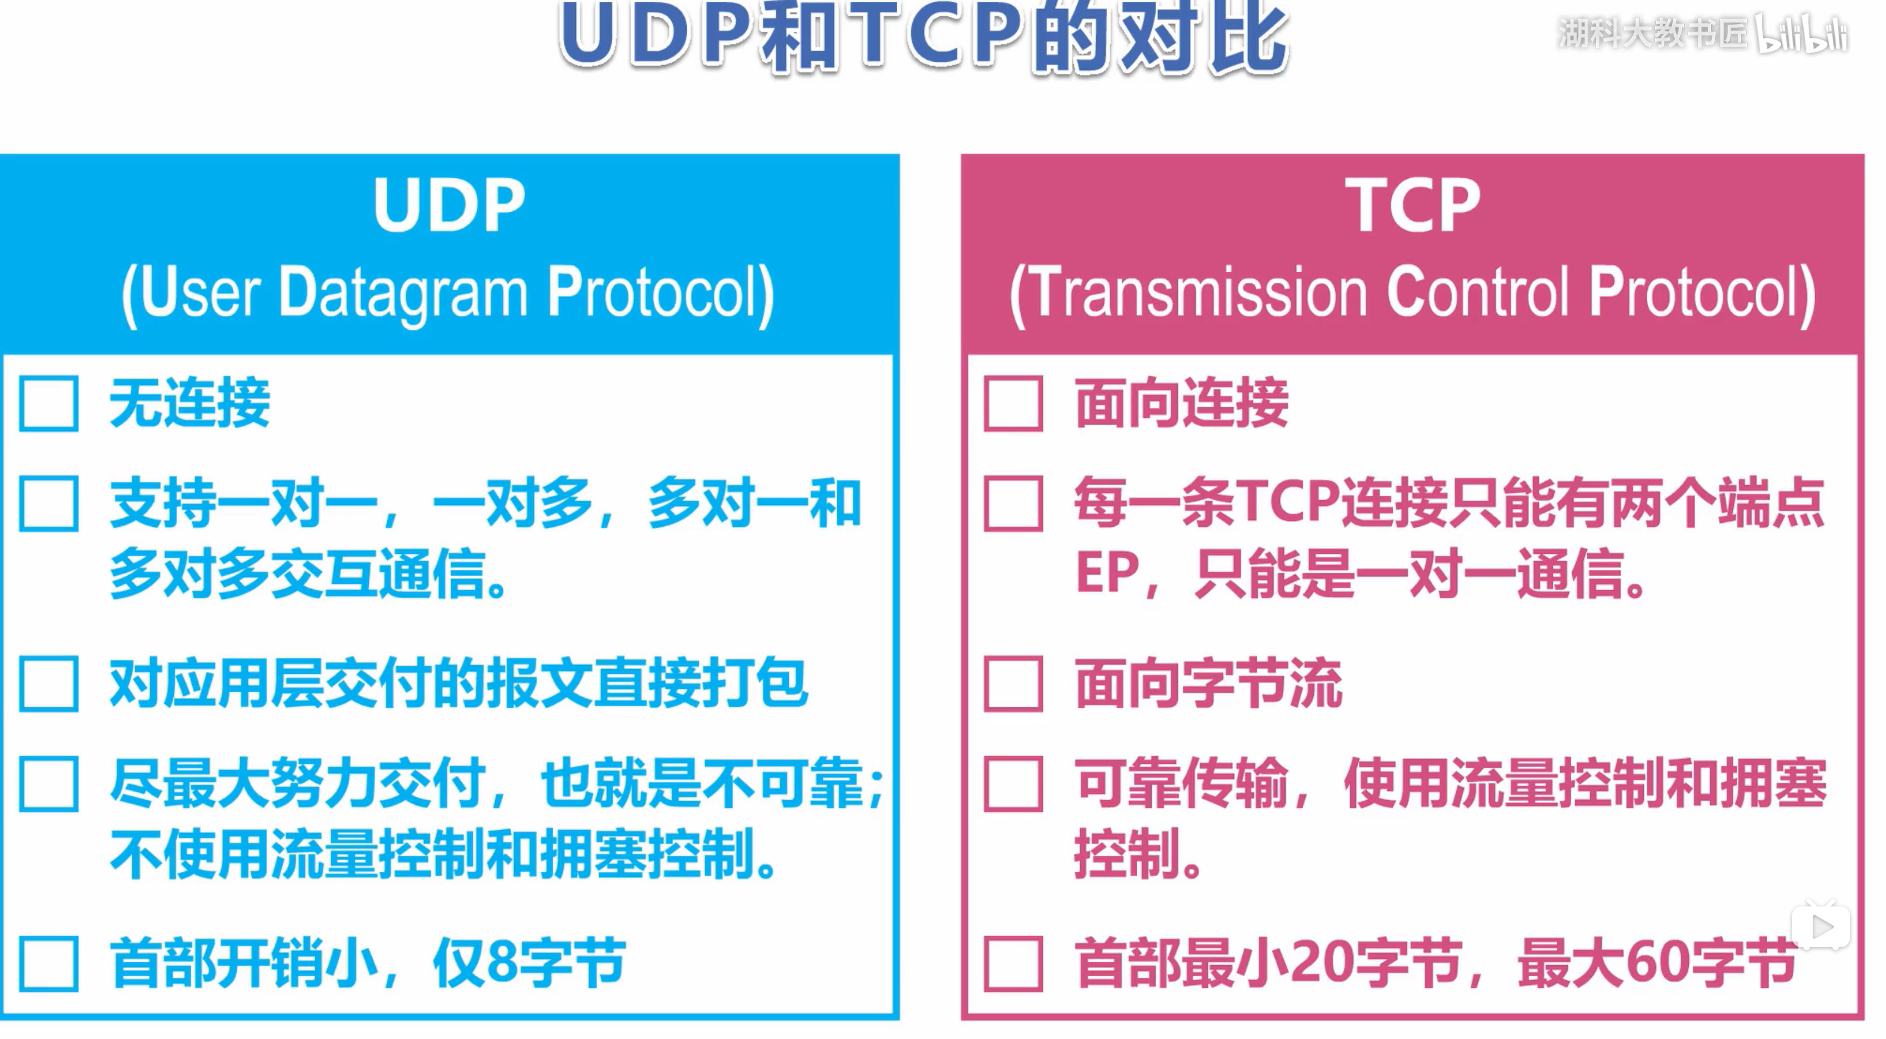 UDP和TCP的对比
湖科大教书匠 bilibili
UDP
(User Datagram Protocol)
无连接
支持一对一，一对多，多对一和
多对多交互通信。
对应用层交付的报文直接打包
尽最大努力交付，也就是不可靠；
不使用流量控制和拥塞控制。
首部开销小，仅8字节
TCP
(Transmission Control Protocol)
面向连接
每一条TCP连接只能有两个端点
EP，只能是一对一通信。
面向字节流
可靠传输，使用流量控制和拥塞
控制。
首部最小20字节，最大60字节